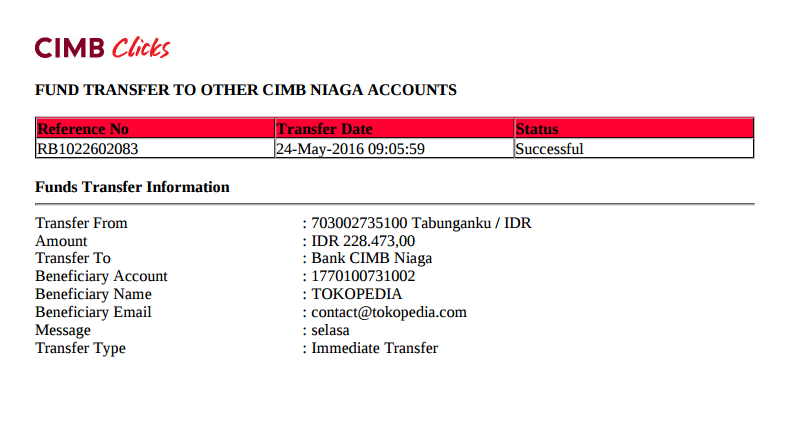 CIMB Clicks
FUND TRANSFER TO OTHER CIMB NIAGA ACCOUNTS
Reference No Transfer Date Status
RB1022602083 24-May-2016 09:05:59 Successful
Funds Transfer Information
Transfer From : 703002735100 Tabunganku / IDR
Amount : IDR 228.473,00
Transfer To : Bank CIMB Niaga
Beneficiary Account : 1770100731002
Beneficiary Name : TOKOPEDIA
Beneficiary Email : contact@tokopedia.com
Message : selasa
Transfer Type : Immediate Transfer